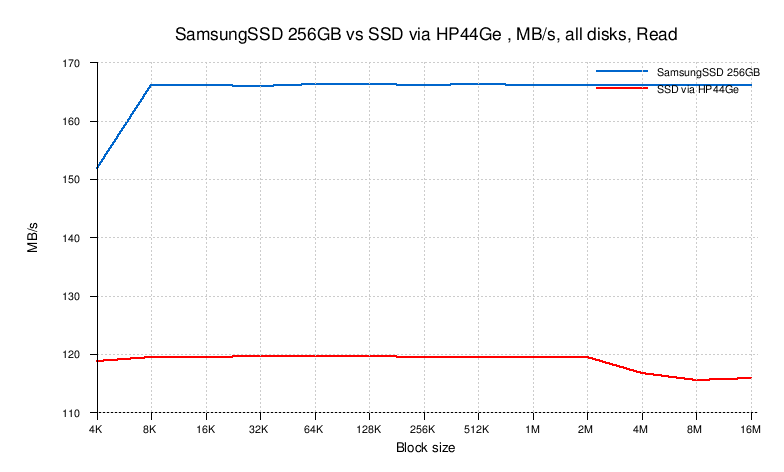 SamsungSSD 256GB vs SSD via HP44Ge , MB/s, all disks, Read
SamsungSSD 256GB
SSD via HP44Ge
170
160
150
140
130
120
110
MB/s
4K 8K 16K 32K 64K 128K 256K 512K 1M 2M 4M 8M 16M
Block size